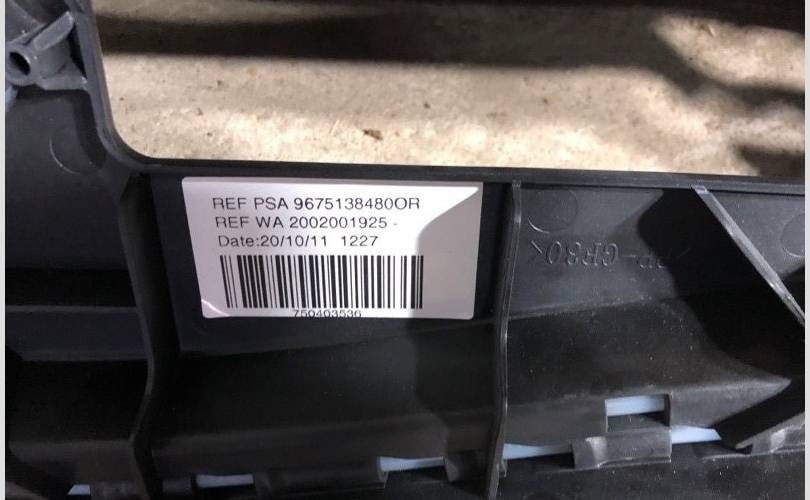 REF PSA 9675138480OR
REF WA 2002001925 -
Date:20/10/11 1227
750403536